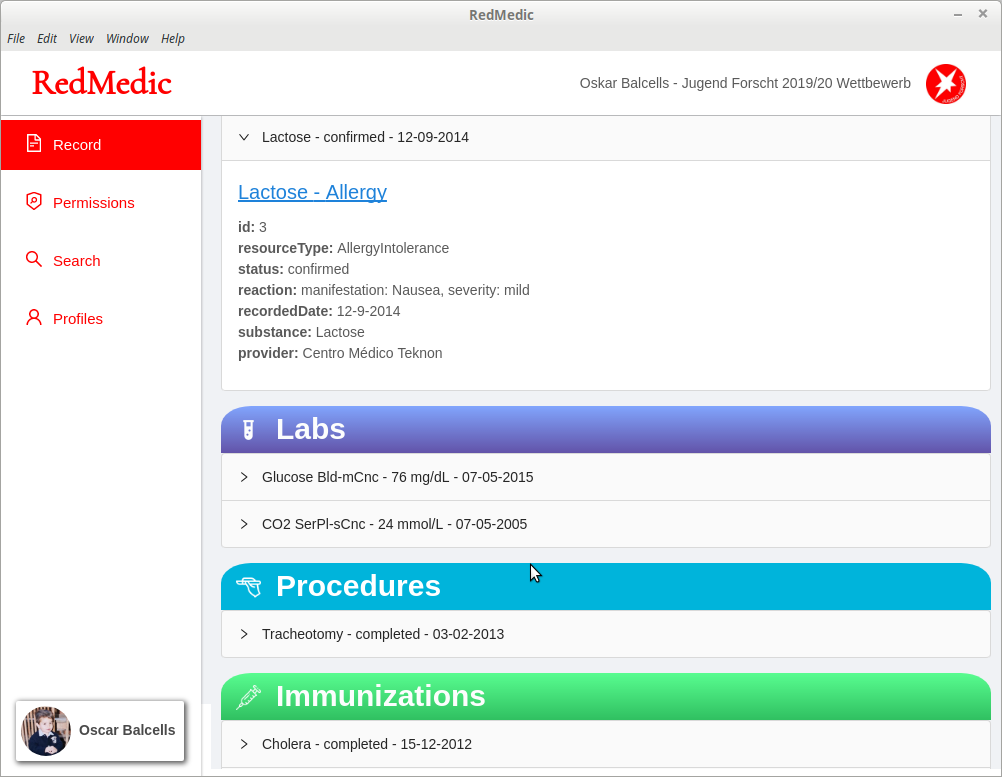 RedMedic
File Edit View Window Help
RedMedic
Oskar Balcells - Jugend Forscht 2019/20 Wettbewerb
Record
Permissions
Search
Profiles
Oscar Balcells
Lactose - confirmed - 12-09-2014
Lactose - Allergy
id: 3
resourceType: AllergyIntolerance
status: confirmed
reaction: manifestation: Nausea, severity: mild
recordedDate: 12-9-2014
substance: Lactose
provider: Centro Médico Teknon
Labs
Glucose Bld-mCnc - 76 mg/dL - 07-05-2015
CO2 SerPl-sCnc - 24 mmol/L - 07-05-2005
Procedures
Tracheotomy - completed - 03-02-2013
Immunizations
Cholera - completed - 15-12-2012